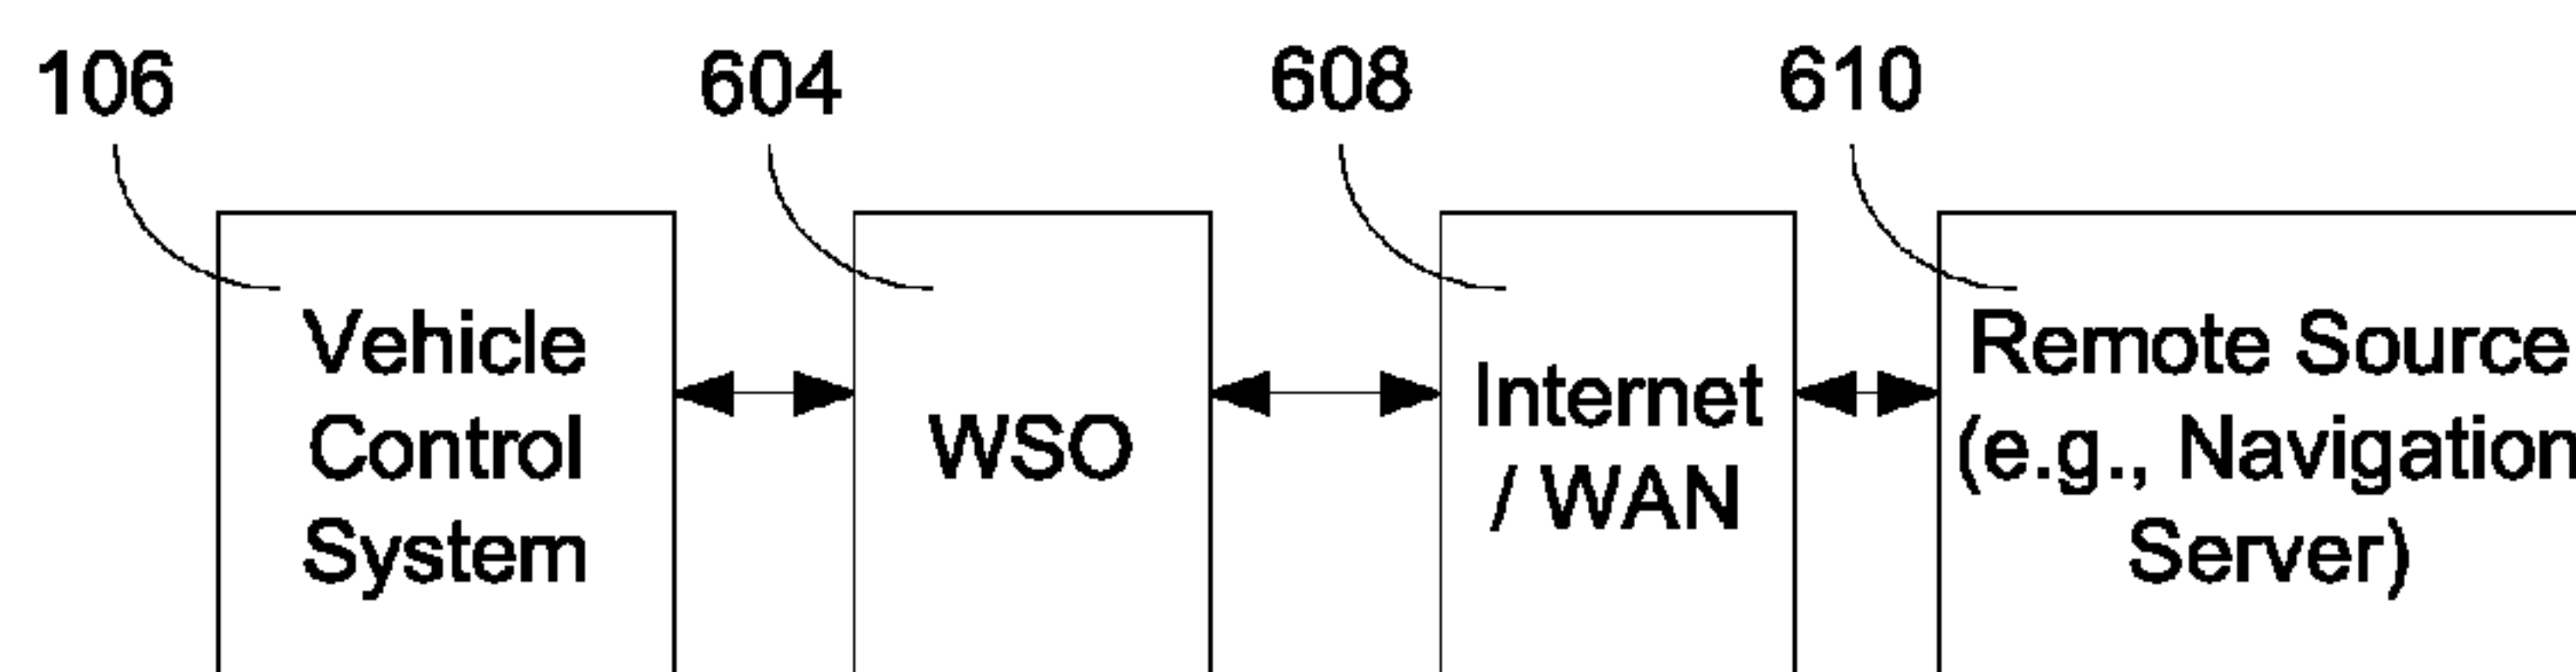 106
604
608
610
Vehicle
Control
System
WSO
Internet
/ WAN
Remote Source
(e.g., Navigation
Server)